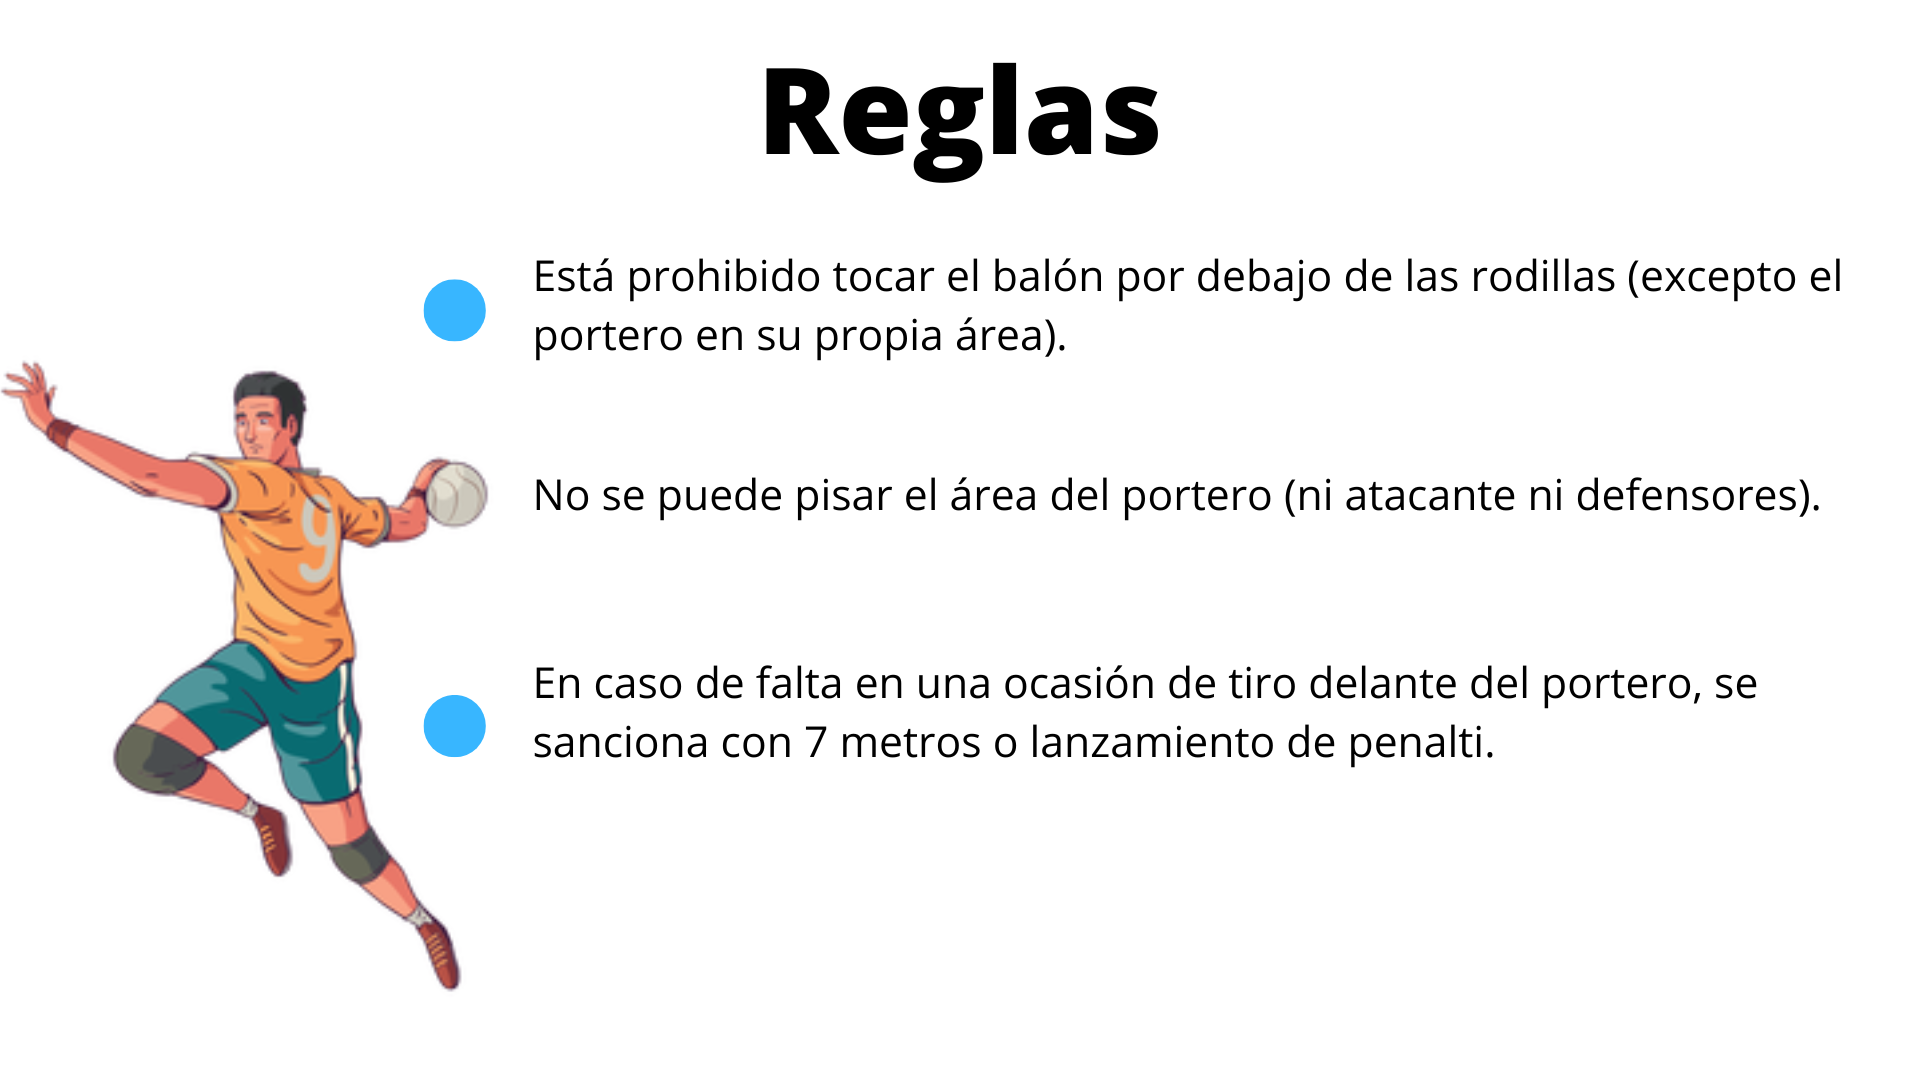 Reglas
Está prohibido tocar el balón por debajo de las rodillas (excepto el
portero en su propia área).
No se puede pisar el área del portero (ni atacante ni defensores).
En caso de falta en una ocasión de tiro delante del portero, se
sanciona con 7 metros o lanzamiento de penalti.
9